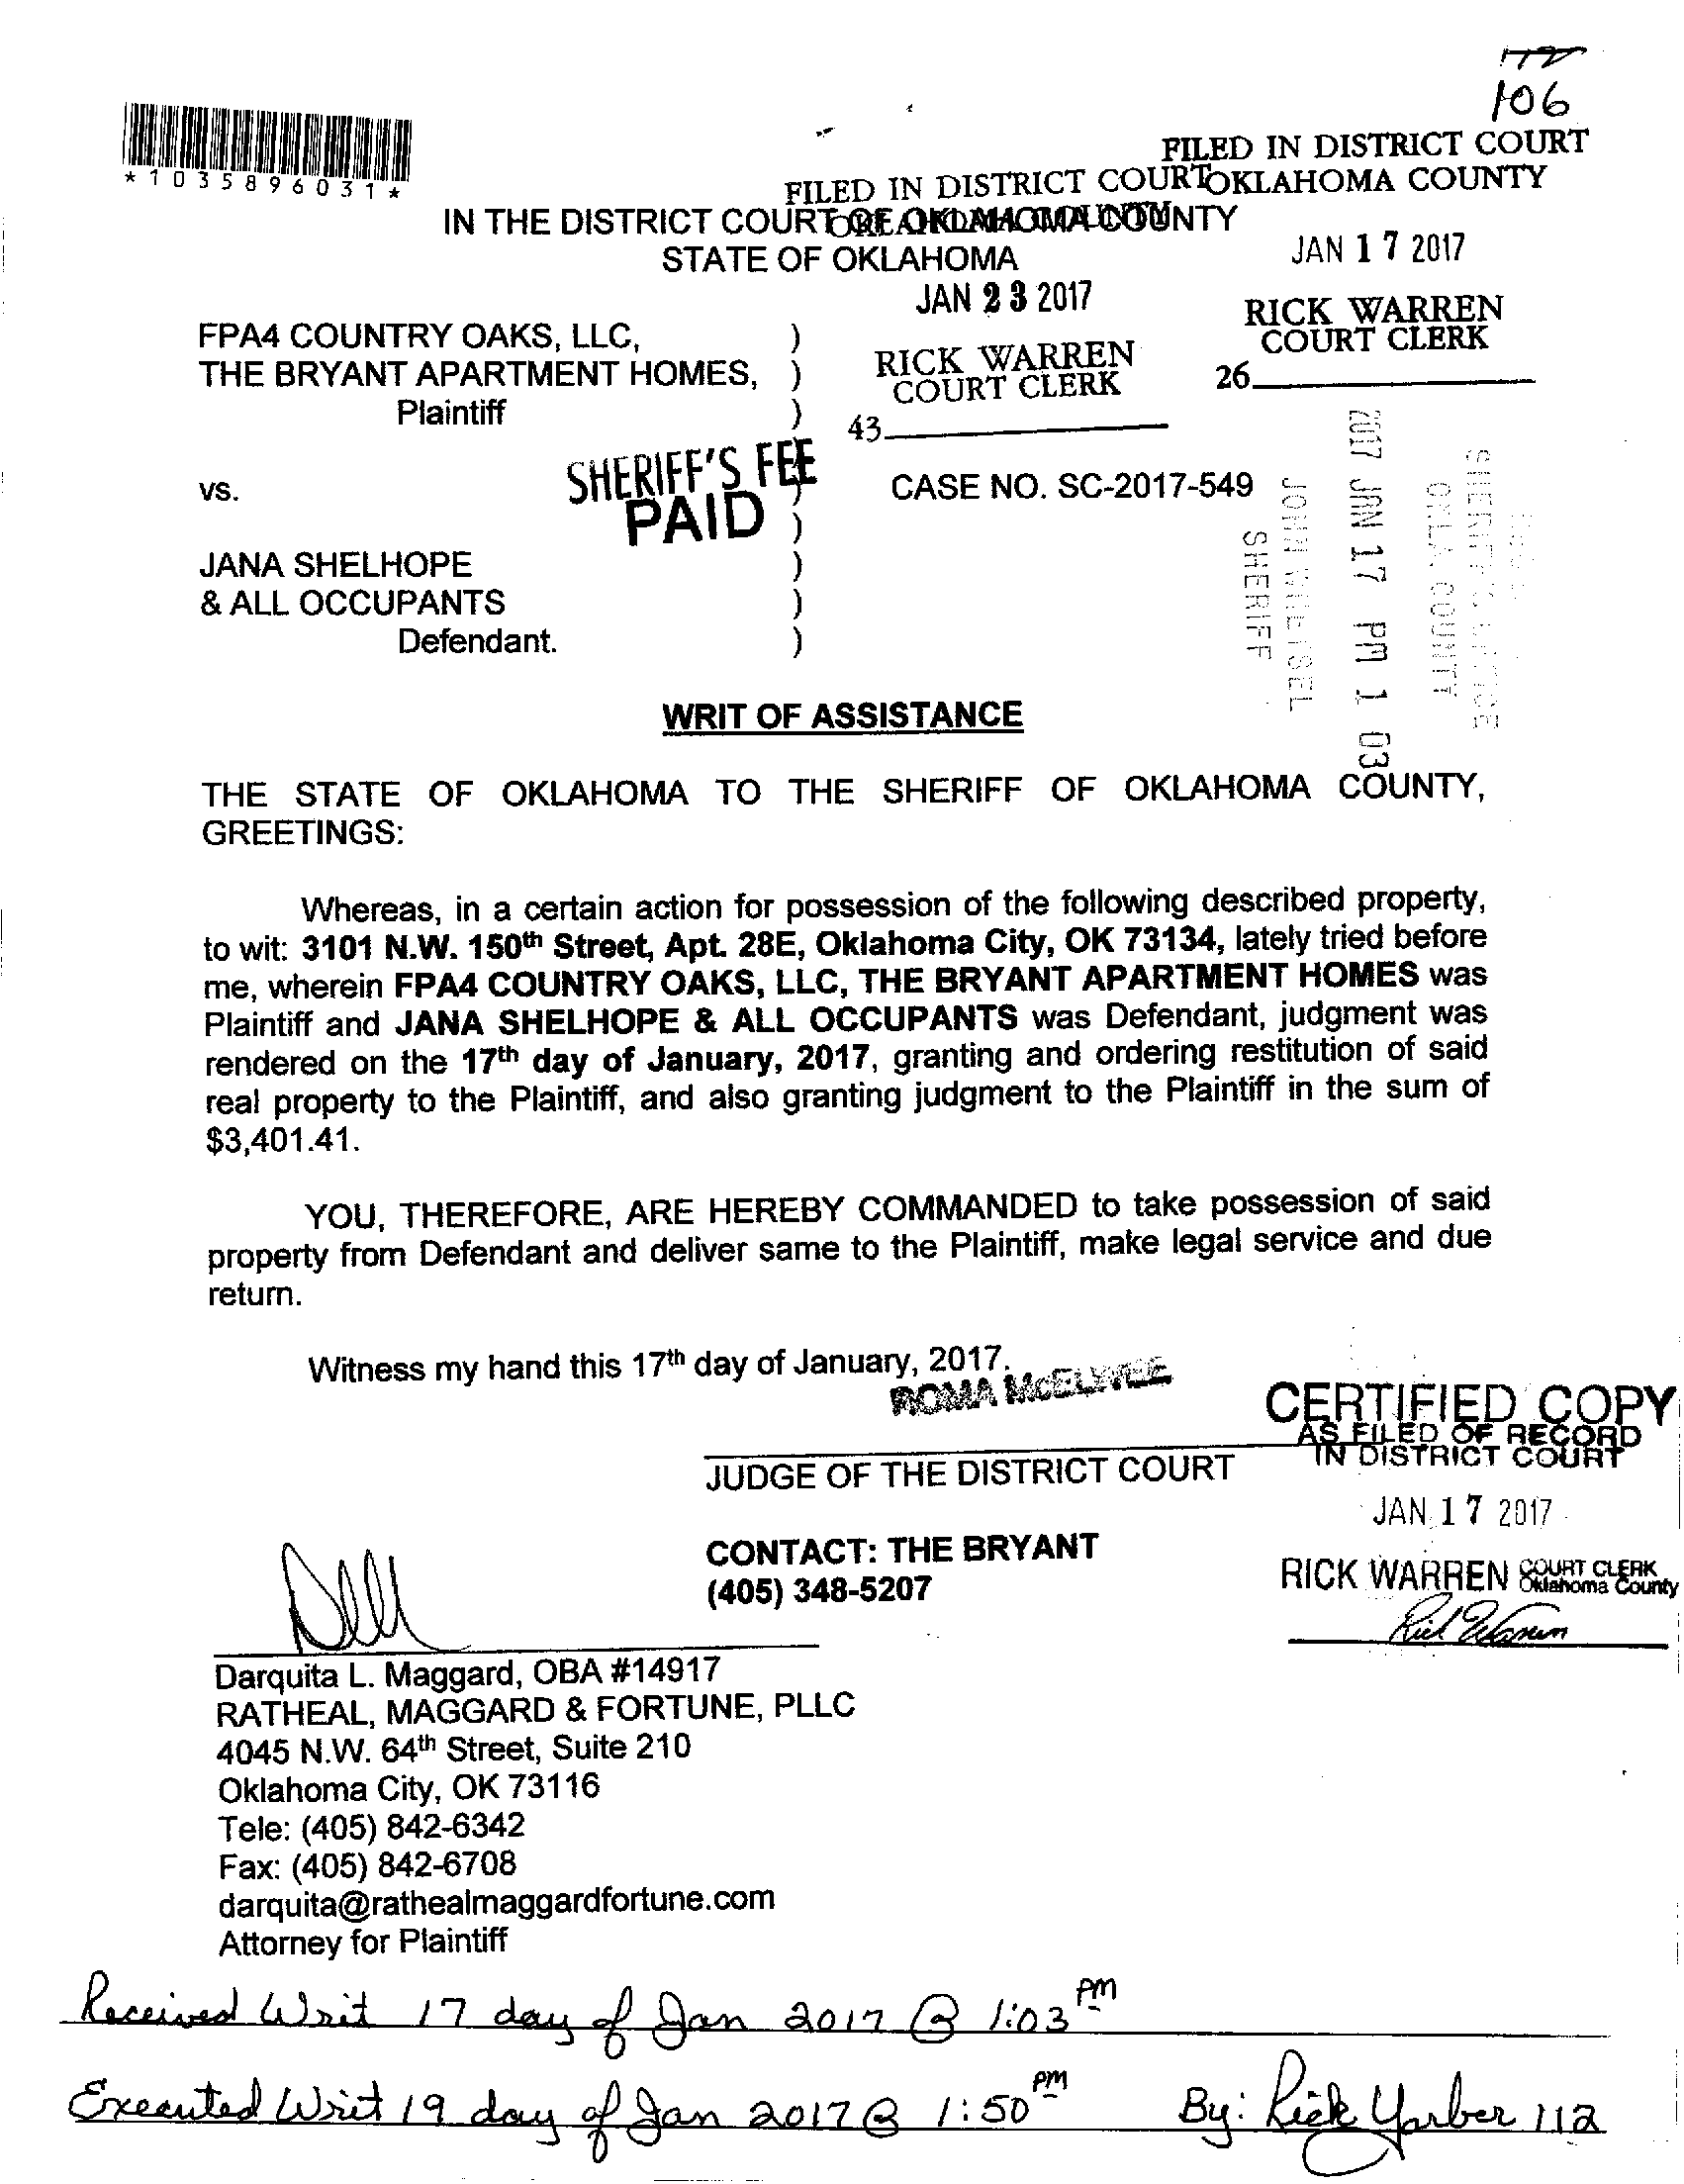 106
*1035896031*
FILED IN DISTRICT COURT
OKLAHOMA COUNTY
JAN 17 2017
RICK WARREN
COURT CLERK
26
FILED IN DISTRICT COURT
OKLAHOMA COUNTY
JAN 23 2017
RICK WARREN
COURT CLERK
43
IN THE DISTRICT COURT OF OKLAHOMA COUNTY
STATE OF OKLAHOMA
FPA4 COUNTRY OAKS, LLC, )
THE BRYANT APARTMENT HOMES, )
Plaintiff )
SHERIFF'S FEE
PAID
vs. )
CASE NO. SC-2017-549
)
JANA SHELHOPE )
& ALL OCCUPANTS )
Defendant. )
SHERIFF'S OFFICE
OKLA. COUNTY
2017 JAN 17 PM 1 03
JOHN WHETSEL
SHERIFF
WRIT OF ASSISTANCE
THE STATE OF OKLAHOMA TO THE SHERIFF OF OKLAHOMA COUNTY,
GREETINGS:
Whereas, in a certain action for possession of the following described property,
to wit: 3101 N.W. 150th Street, Apt. 28E, Oklahoma City, OK 73134, lately tried before
me, wherein FPA4 COUNTRY OAKS, LLC, THE BRYANT APARTMENT HOMES was
Plaintiff and JANA SHELHOPE & ALL OCCUPANTS was Defendant, judgment was
rendered on the 17th day of January, 2017, granting and ordering restitution of said
real property to the Plaintiff, and also granting judgment to the Plaintiff in the sum of
$3,401.41.
YOU, THEREFORE, ARE HEREBY COMMANDED to take possession of said
property from Defendant and deliver same to the Plaintiff, make legal service and due
return.
Witness my hand this 17th day of January, 2017.
ROMA McELWEE
JUDGE OF THE DISTRICT COURT
CERTIFIED COPY
AS FILED OF RECORD
IN DISTRICT COURT
JAN 17 2017
RICK WARREN COURT CLERK
Oklahoma County
Rick Warren
CONTACT: THE BRYANT
(405) 348-5207
Darquita L. Maggard, OBA #14917
RATHEAL, MAGGARD & FORTUNE, PLLC
4045 N.W. 64th Street, Suite 210
Oklahoma City, OK 73116
Tele: (405) 842-6342
Fax: (405) 842-6708
darquita@rathealmaggardfortune.com
Attorney for Plaintiff
Received Writ 17 day of Jan 2017 @ 1:03 PM
Executed Writ 19 day of Jan 2017 @ 1:50 PM By: Rick Yarber 112